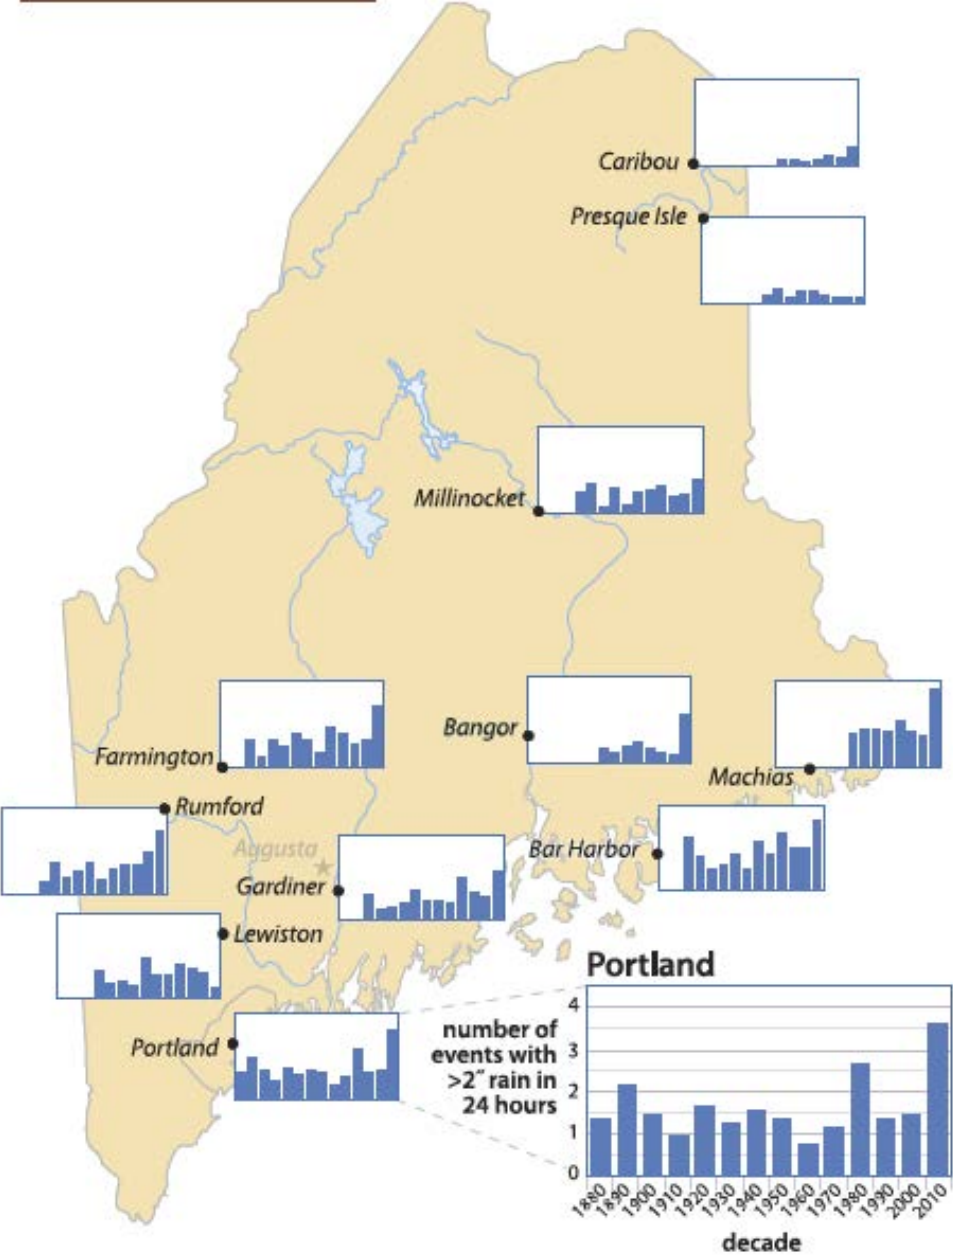 Caribou
Presque Isle
Millinocket
Farmington
Bangor
Machias
Rumford
Augusta
Bar Harbor
Gardiner
Lewiston
Portland
Portland
number of
events with
>2″ rain in
24 hours
4
3
2
1
0
1880 1890 1900 1910 1920 1930 1940 1950 1960 1970 1980 1990 2000 2010
decade